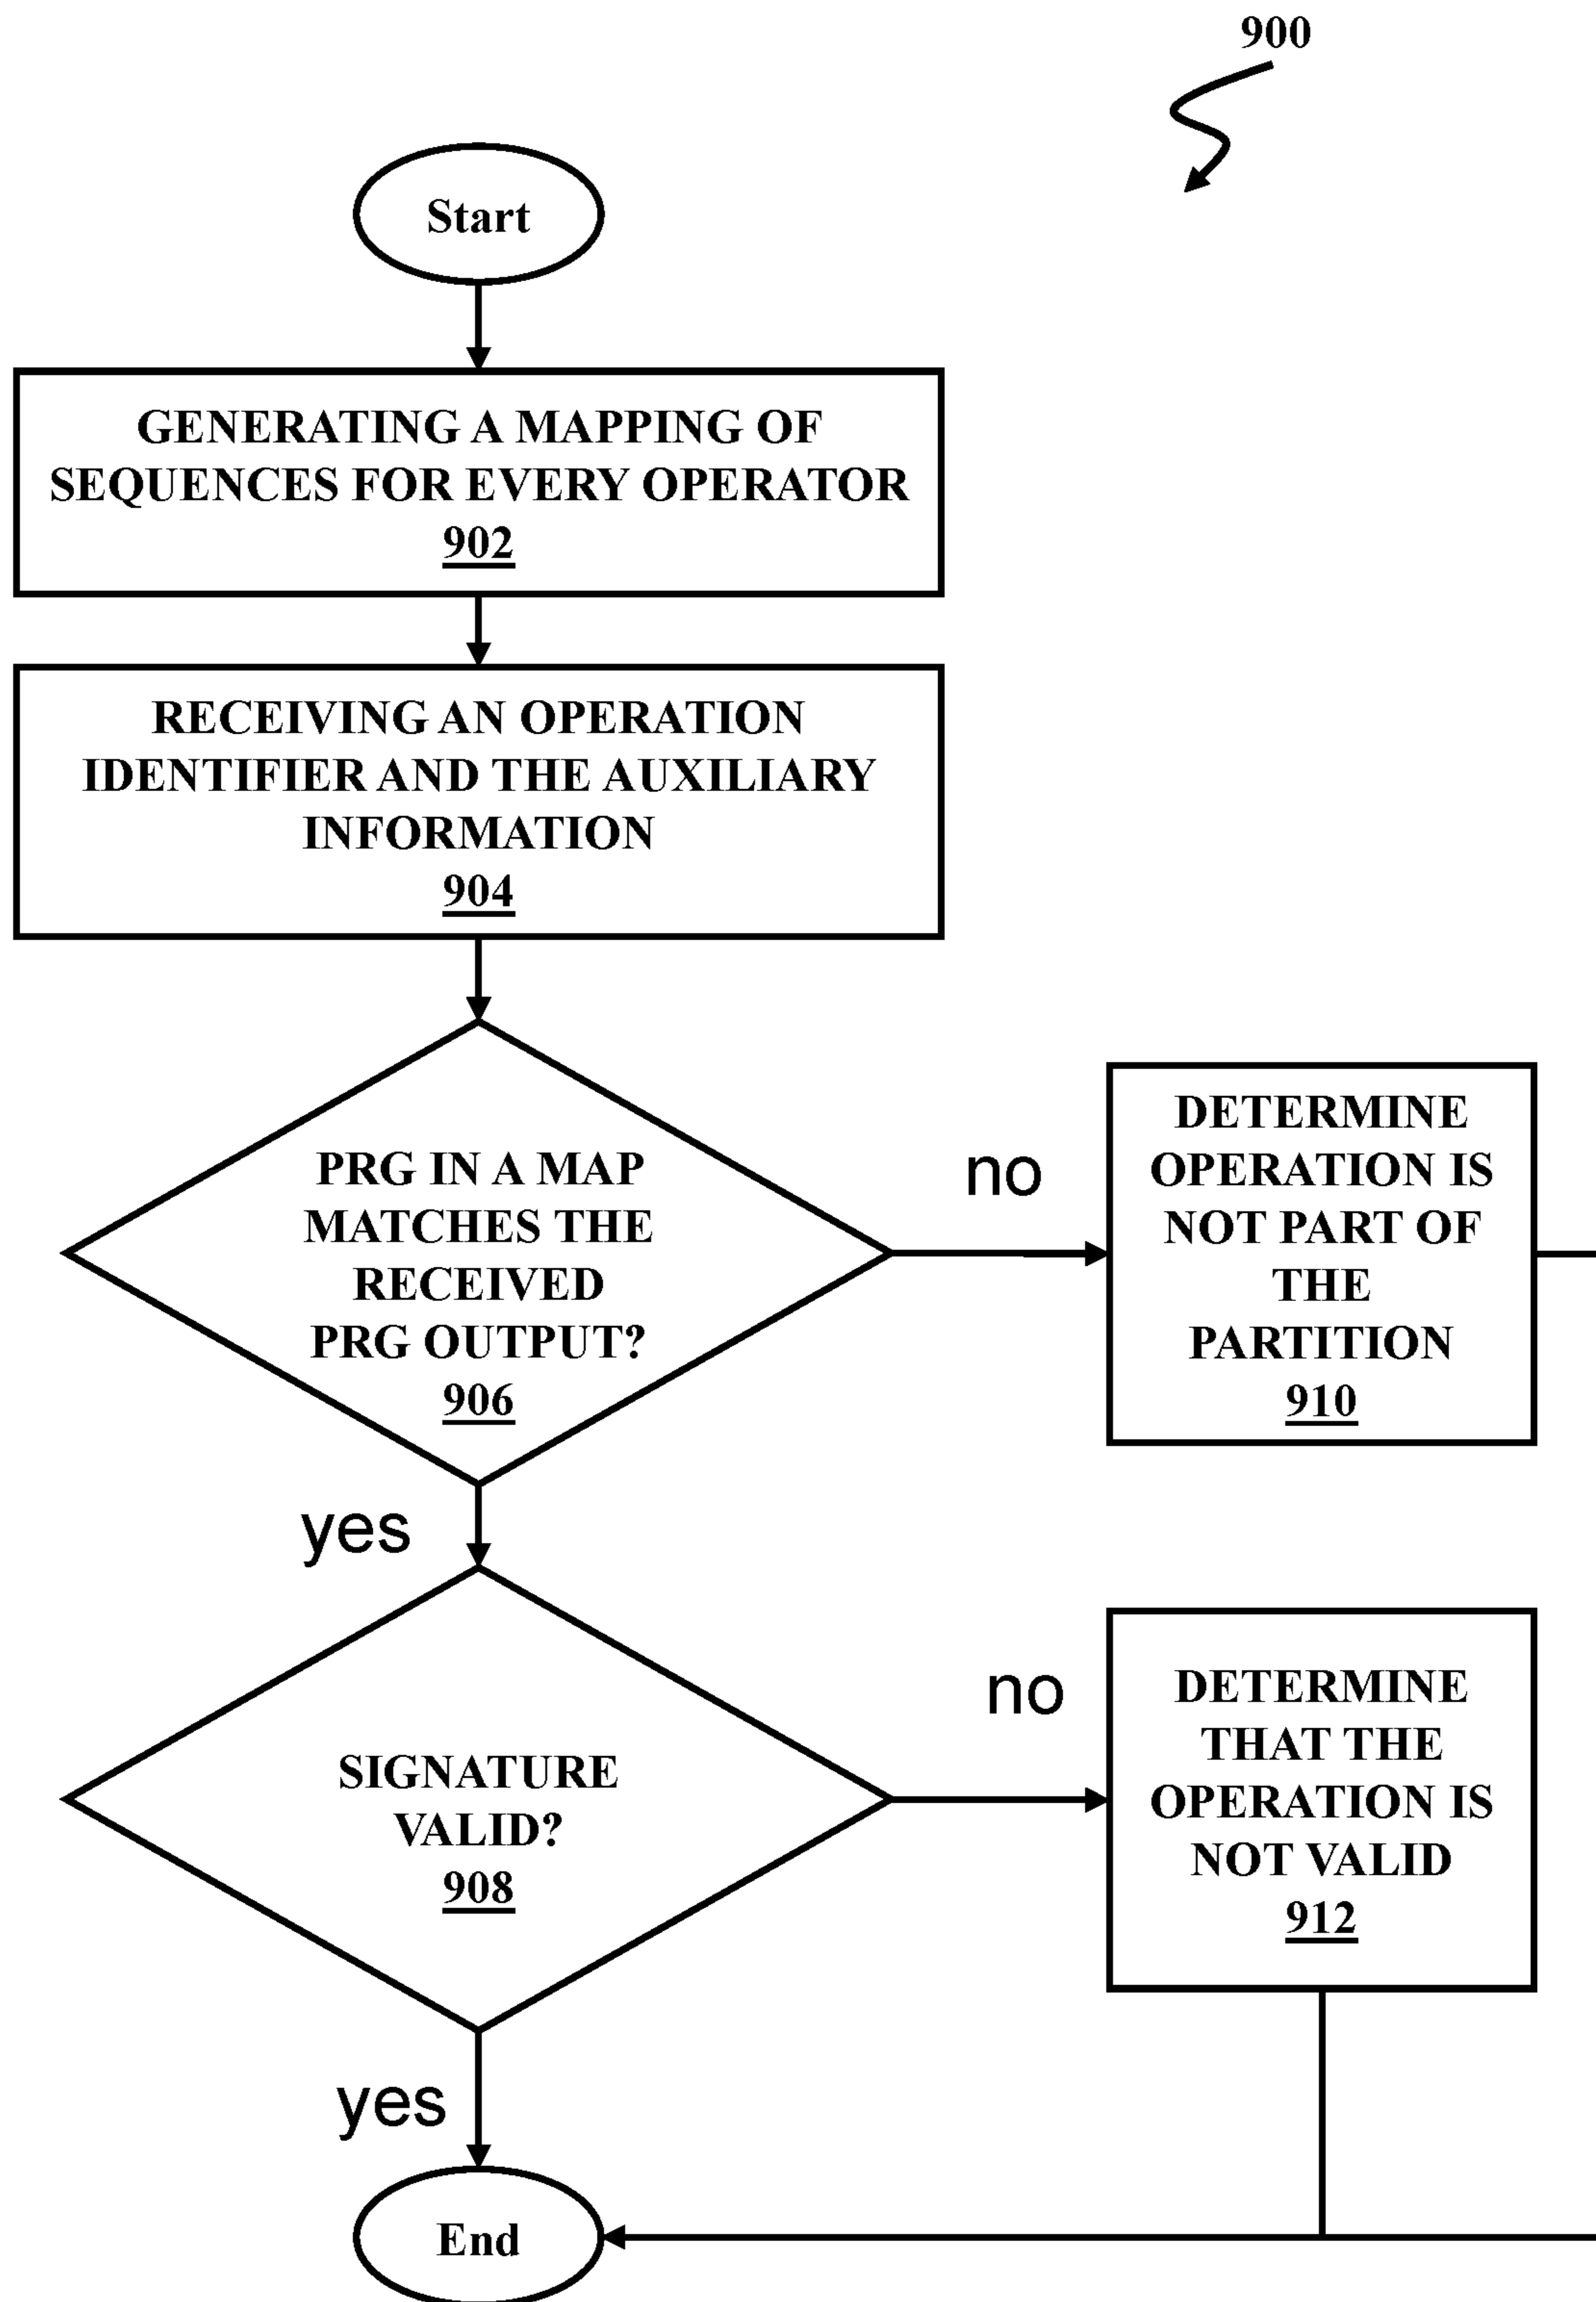 900
Start
GENERATING A MAPPING OF
SEQUENCES FOR EVERY OPERATOR
902
RECEIVING AN OPERATION
IDENTIFIER AND THE AUXILIARY
INFORMATION
904
PRG IN A MAP
MATCHES THE
RECEIVED
PRG OUTPUT?
906
no
DETERMINE
OPERATION IS
NOT PART OF
THE
PARTITION
910
yes
SIGNATURE
VALID?
908
no
DETERMINE
THAT THE
OPERATION IS
NOT VALID
912
yes
End